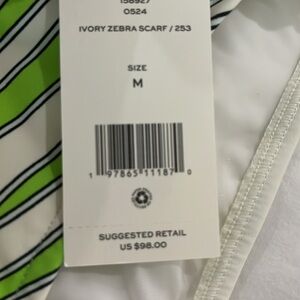 158927
0524
IVORY ZEBRA SCARF / 253
SIZE
M
1 97865 11187 0
SUGGESTED RETAIL
US $98.00